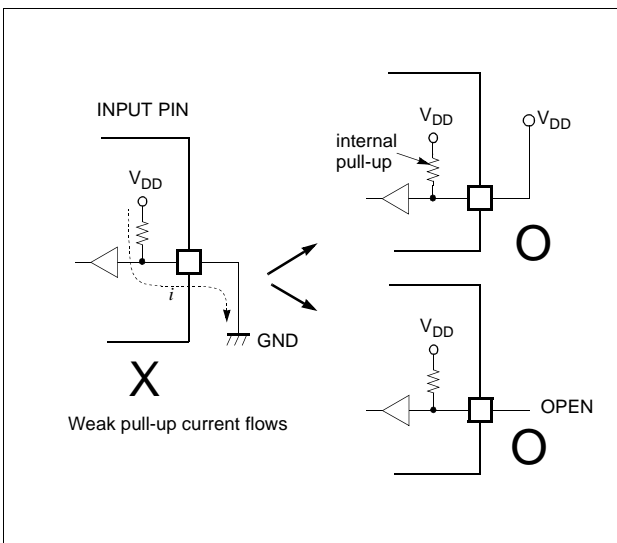 INPUT PIN
VDD
i
GND
X
Weak pull-up current flows
internal
pull-up
VDD
VDD
O
VDD
OPEN
O